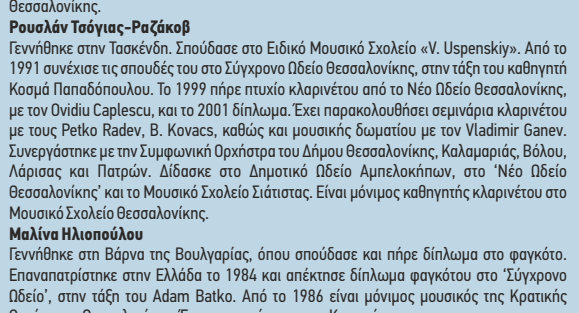 Θεσσαλονίκης.
Ρουσλάν Τσόγιας-Ραζάκοβ
Γεννήθηκε στην Τασκένδη. Σπούδασε στο Ειδικό Μουσικό Σχολείο «V. Uspenskiy». Από το
1991 συνέχισε τις σπουδές του στο Σύγχρονο Ωδείο Θεσσαλονίκης, στην τάξη του καθηγητή
Κοσμά Παπαδόπουλου. Το 1999 πήρε πτυχίο κλαρινέτου από το Νέο Ωδείο Θεσσαλονίκης,
με τον Ovidiu Caplescu, και το 2001 δίπλωμα. Έχει παρακολουθήσει σεμινάρια κλαρινέτου
με τους Petko Radev, B. Kovacs, καθώς και μουσικής δωματίου με τον Vladimir Ganev.
Συνεργάστηκε με την Συμφωνική Ορχήστρα του Δήμου Θεσσαλονίκης, Καλαμαριάς, Βόλου,
Λάρισας και Πατρών. Δίδασκε στο Δημοτικό Ωδείο Αμπελοκήπων, στο 'Νέο Ωδείο
Θεσσαλονίκης' και το Μουσικό Σχολείο Σιάτιστας. Είναι μόνιμος καθηγητής κλαρινέτου στο
Μουσικό Σχολείο Θεσσαλονίκης.
Μαλίνα Ηλιοπούλου
Γεννήθηκε στη Βάρνα της Βουλγαρίας, όπου σπούδασε και πήρε δίπλωμα στο φαγκότο.
Επαναπατρίστηκε στην Ελλάδα το 1984 και απέκτησε δίπλωμα φαγκότου στο 'Σύγχρονο
Ωδείο', στην τάξη του Adam Batko. Από το 1986 είναι μόνιμος μουσικός της Κρατικής